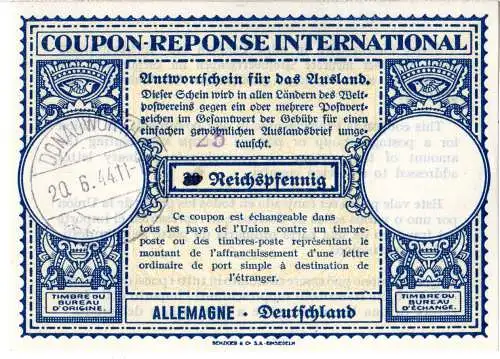 COUPON-REPONSE INTERNATIONAL
Antwortschein für das Ausland.
Dieser Schein wird in allen Ländern des Welt-
postvereins gegen ein oder mehrere Postwert-
zeichen im Gesamtwert der Gebühr für einen
einfachen gewöhnlichen Auslandsbrief umge-
tauscht.
25
Reichspfennig
Ce coupon est échangeable dans
tous les pays de l'Union contre un timbre-
poste ou des timbres-poste représentant le
montant de l'affranchissement d'une lettre
ordinaire de port simple à destination de
l'étranger.
DONAUWÖRTH
20.6.44.11-
TIMBRE DU
BUREAU
D'ORIGINE.
ALLEMAGNE - Deutschland
TIMBRE DU
BUREAU
D'ÉCHANGE.
BENZIGER & Co S.A. EINSIEDELN